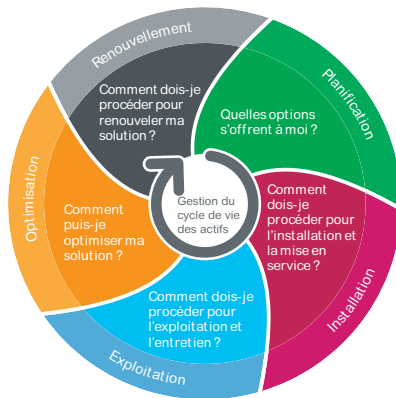 Renouvellement
Comment dois-je
procéder pour
renouveler ma
solution ?
Planification
Quelles options
s'offrent à moi ?
Installation
Comment
dois-je
procéder pour
l'installation et
la mise en
service ?
Exploitation
Comment dois-je
procéder pour
l'exploitation et
l'entretien ?
Optimisation
Comment
puis-je
optimiser ma
solution ?
Gestion du
cycle de vie
des actifs